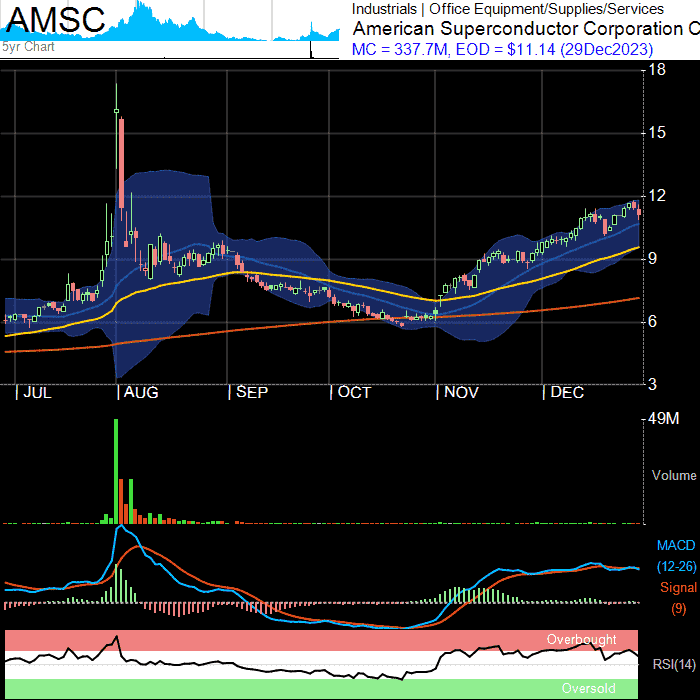 AMSC
5yr Chart
Industrials | Office Equipment/Supplies/Services
American Superconductor Corporation C
MC = 337.7M, EOD = $11.14 (29Dec2023)
18
15
12
9
6
3
JUL
AUG
SEP
OCT
NOV
DEC
49M
Volume
MACD
(12-26)
Signal
(9)
Overbought
RSI(14)
Oversold